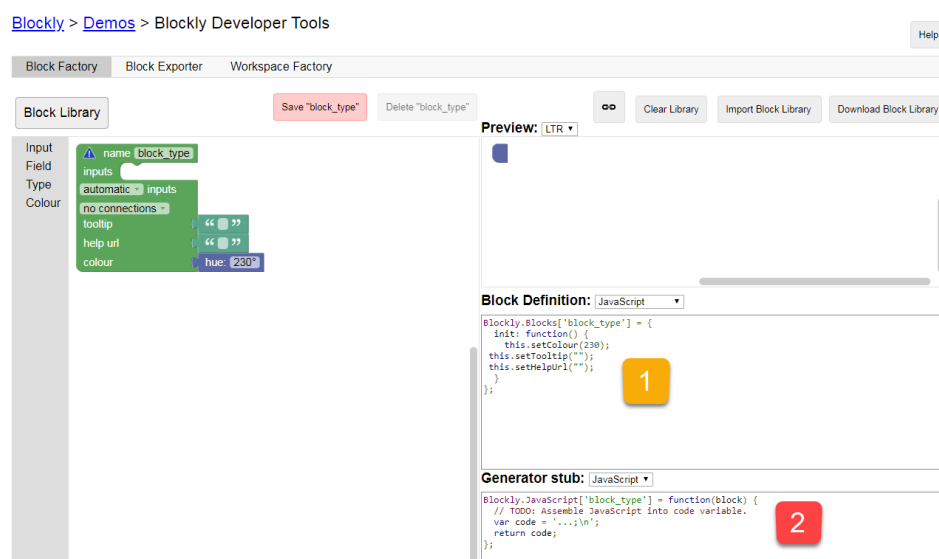 Blockly > Demos > Blockly Developer Tools
Help
Block Factory Block Exporter Workspace Factory
Block Library
Save "block_type"
Delete "block_type"
Clear Library
Import Block Library
Download Block Library
Preview: LTR
Input
Field
Type
Colour
name block_type
inputs
automatic inputs
no connections
tooltip “ ”
help url “ ”
colour hue: 230°
Block Definition: JavaScript
Blockly.Blocks['block_type'] = {
  init: function() {
    this.setColour(230);
 this.setTooltip("");
 this.setHelpUrl("");
  }
};
1
Generator stub: JavaScript
Blockly.JavaScript['block_type'] = function(block) {
  // TODO: Assemble JavaScript into code variable.
  var code = '...;\n';
  return code;
};
2